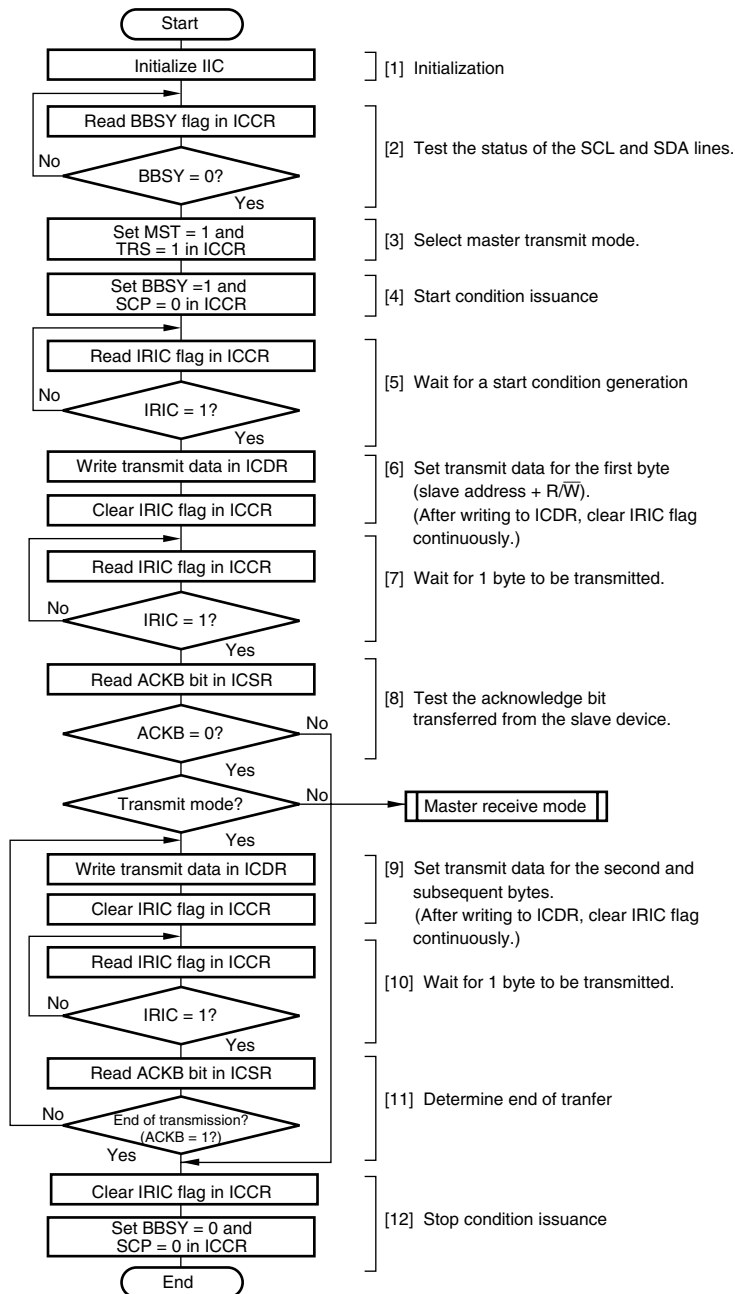 Start
Initialize IIC
[1] Initialization
Read BBSY flag in ICCR
[2] Test the status of the SCL and SDA lines.
No
BBSY = 0?
Yes
Set MST = 1 and
TRS = 1 in ICCR
[3] Select master transmit mode.
Set BBSY =1 and
SCP = 0 in ICCR
[4] Start condition issuance
Read IRIC flag in ICCR
[5] Wait for a start condition generation
No
IRIC = 1?
Yes
Write transmit data in ICDR
Clear IRIC flag in ICCR
[6] Set transmit data for the first byte
(slave address + R/W̅).
(After writing to ICDR, clear IRIC flag
continuously.)
Read IRIC flag in ICCR
[7] Wait for 1 byte to be transmitted.
No
IRIC = 1?
Yes
Read ACKB bit in ICSR
[8] Test the acknowledge bit
transferred from the slave device.
ACKB = 0?
No
Yes
Transmit mode?
No
Master receive mode
Yes
Write transmit data in ICDR
Clear IRIC flag in ICCR
[9] Set transmit data for the second and
subsequent bytes.
(After writing to ICDR, clear IRIC flag
continuously.)
Read IRIC flag in ICCR
[10] Wait for 1 byte to be transmitted.
No
IRIC = 1?
Yes
Read ACKB bit in ICSR
[11] Determine end of tranfer
No
End of transmission?
(ACKB = 1?)
Yes
Clear IRIC flag in ICCR
Set BBSY = 0 and
SCP = 0 in ICCR
[12] Stop condition issuance
End